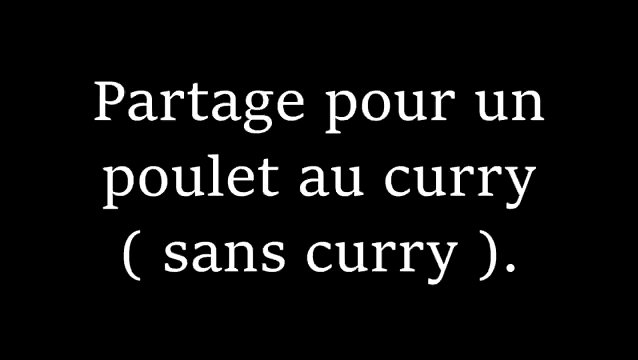 Partage pour un
poulet au curry
( sans curry ).